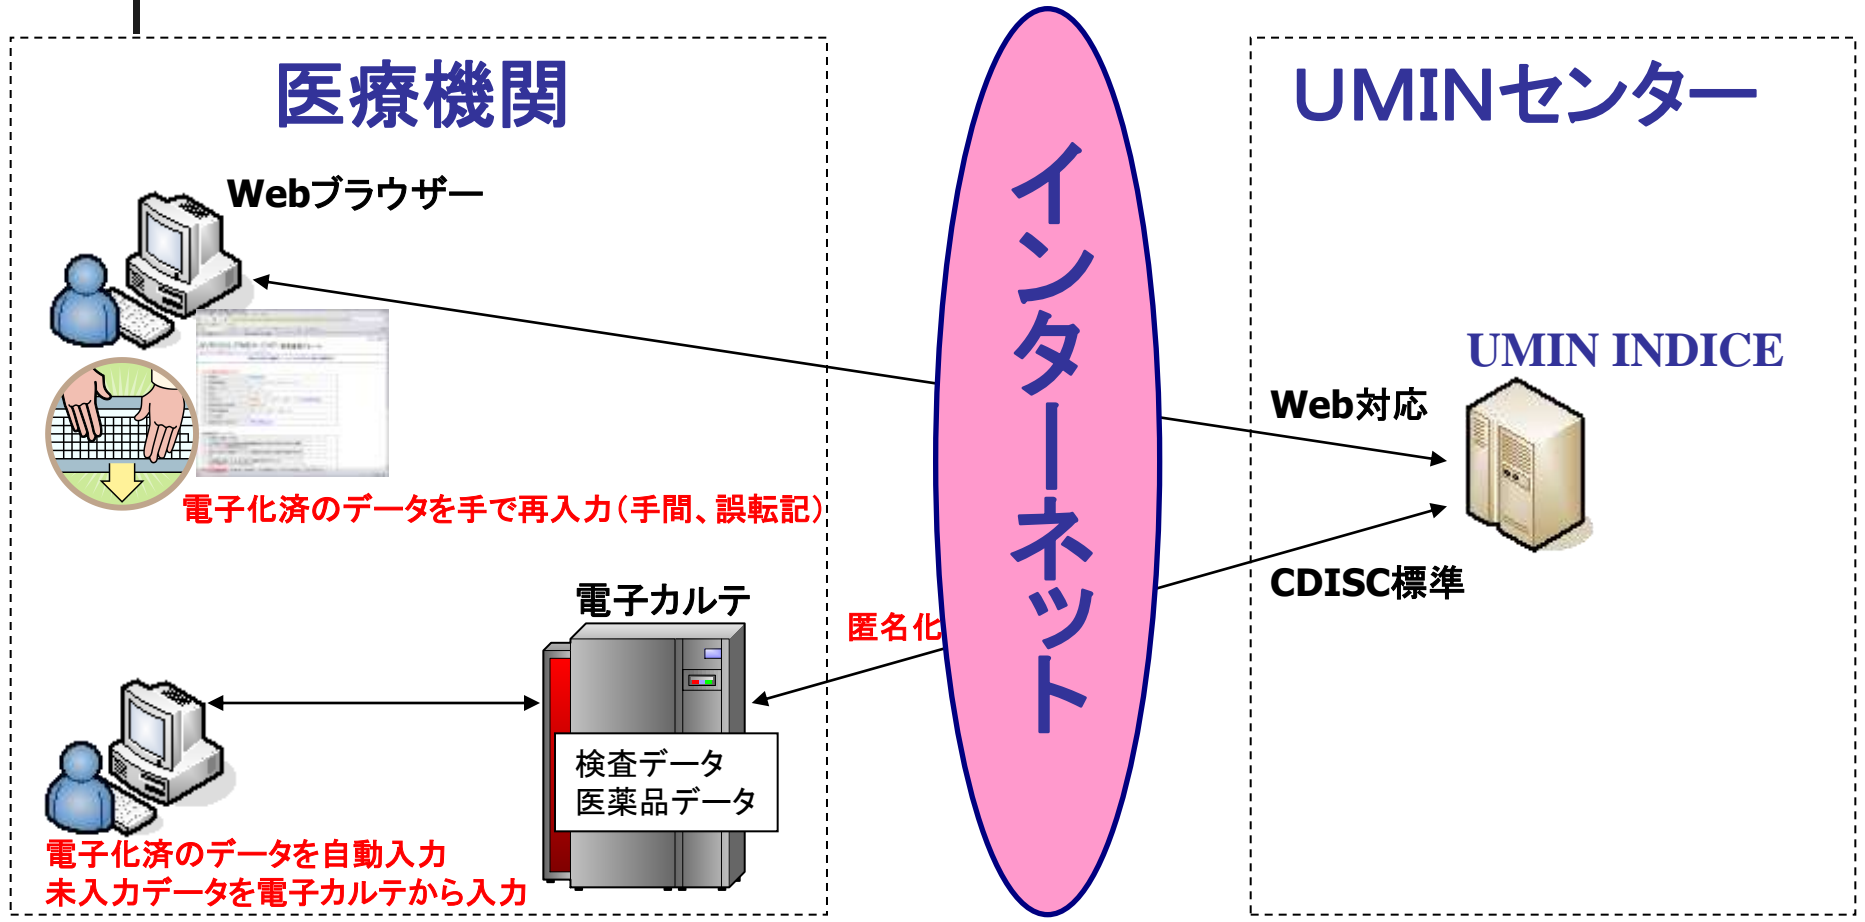 医療機関
Webブラウザー
電子化済のデータを手で再入力（手間、誤転記）
電子カルテ
検査データ
医薬品データ
電子化済のデータを自動入力
未入力データを電子カルテから入力
匿名化
インターネット
UMINセンター
UMIN INDICE
Web対応
CDISC標準